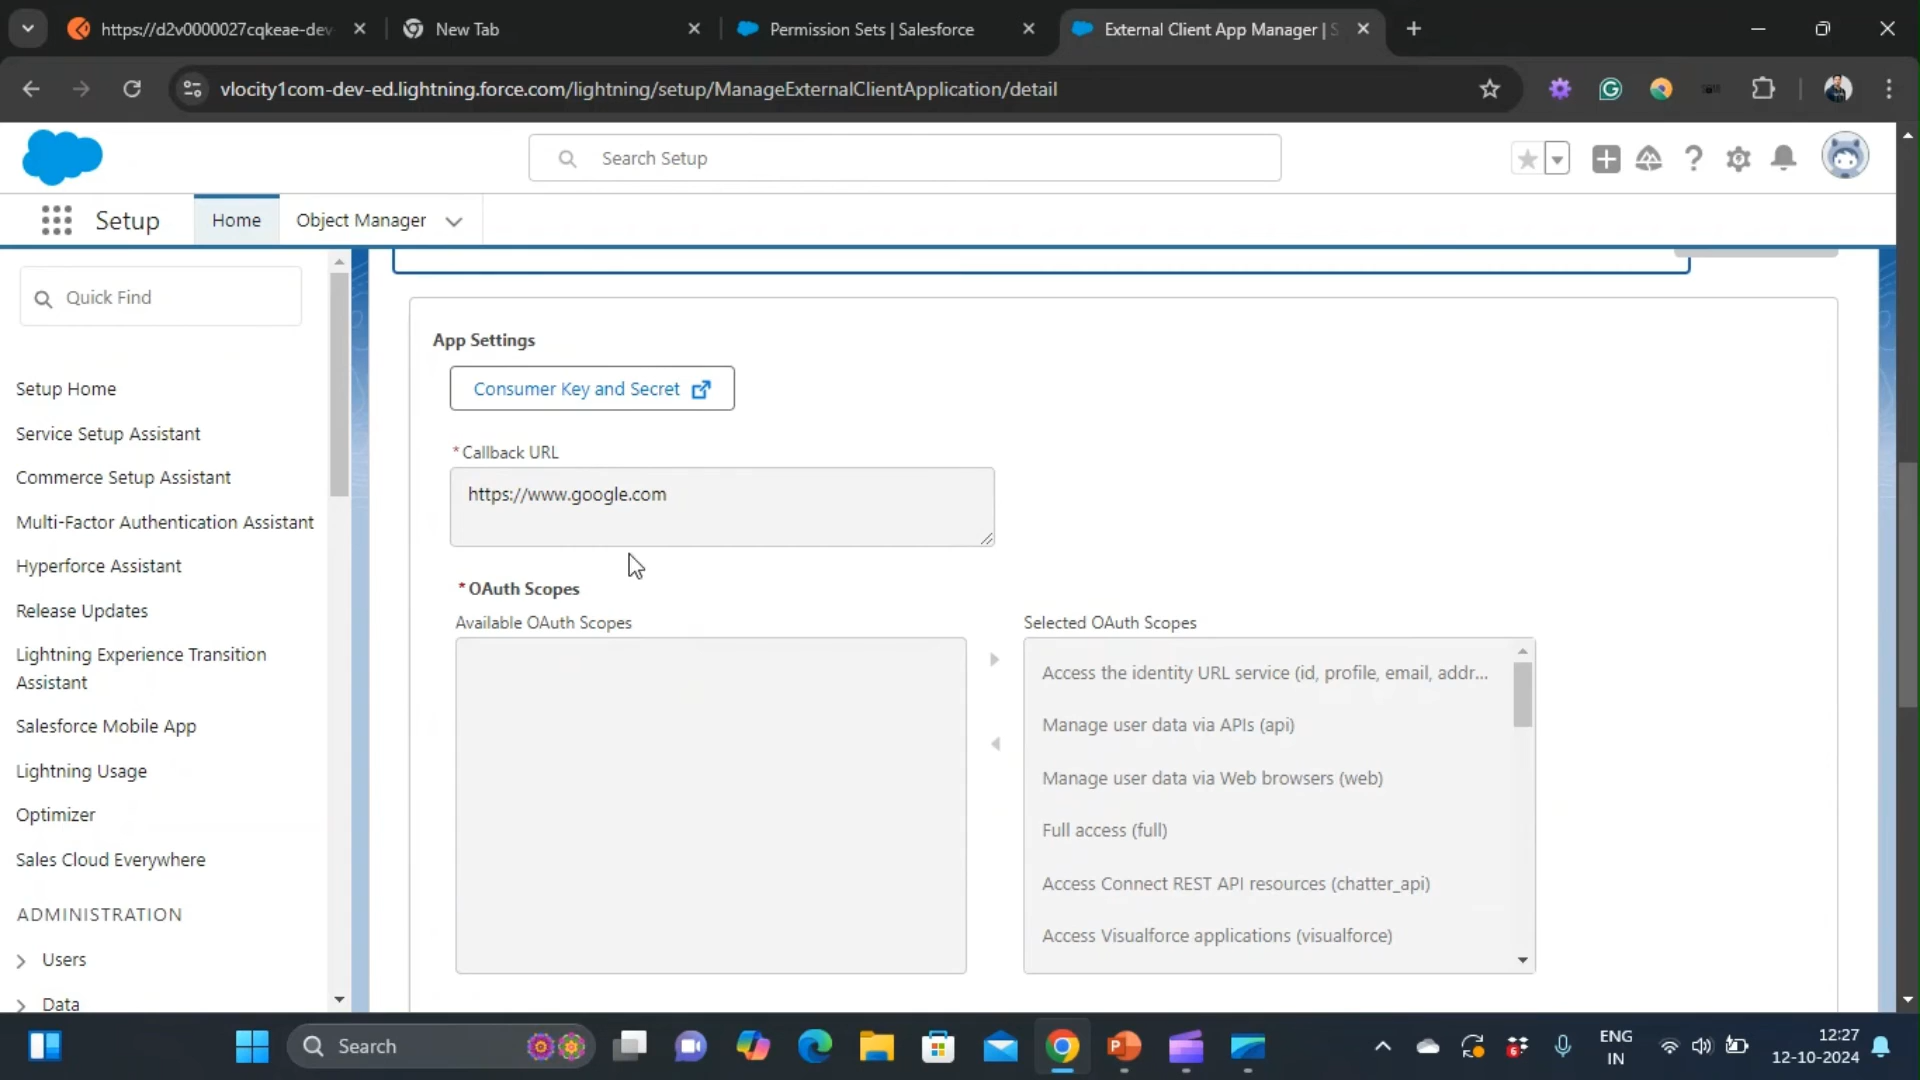 https://d2v0000027cqkeae-dev
New Tab
Permission Sets | Salesforce
External Client App Manager | S
vlocity1com-dev-ed.lightning.force.com/lightning/setup/ManageExternalClientApplication/detail
Search Setup
Setup
Home
Object Manager
Quick Find
App Settings
Consumer Key and Secret
Setup Home
* Callback URL
Service Setup Assistant
Commerce Setup Assistant
https://www.google.com
Multi-Factor Authentication Assistant
Hyperforce Assistant
* OAuth Scopes
Release Updates
Available OAuth Scopes
Selected OAuth Scopes
Lightning Experience Transition
Assistant
Access the identity URL service (id, profile, email, addr...
Salesforce Mobile App
Manage user data via APIs (api)
Lightning Usage
Manage user data via Web browsers (web)
Optimizer
Full access (full)
Sales Cloud Everywhere
Access Connect REST API resources (chatter_api)
ADMINISTRATION
Access Visualforce applications (visualforce)
Users
Data
Search
ENG
IN
12:27
12-10-2024